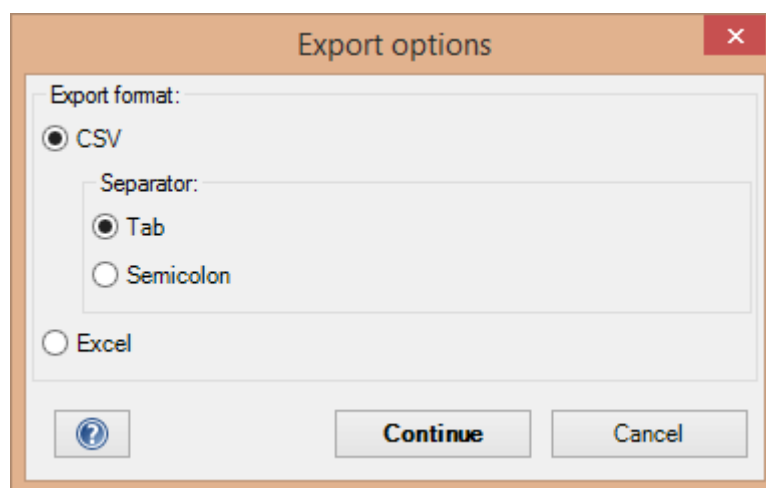 Export options
Export format:
CSV
Separator:
Tab
Semicolon
Excel
Continue Cancel